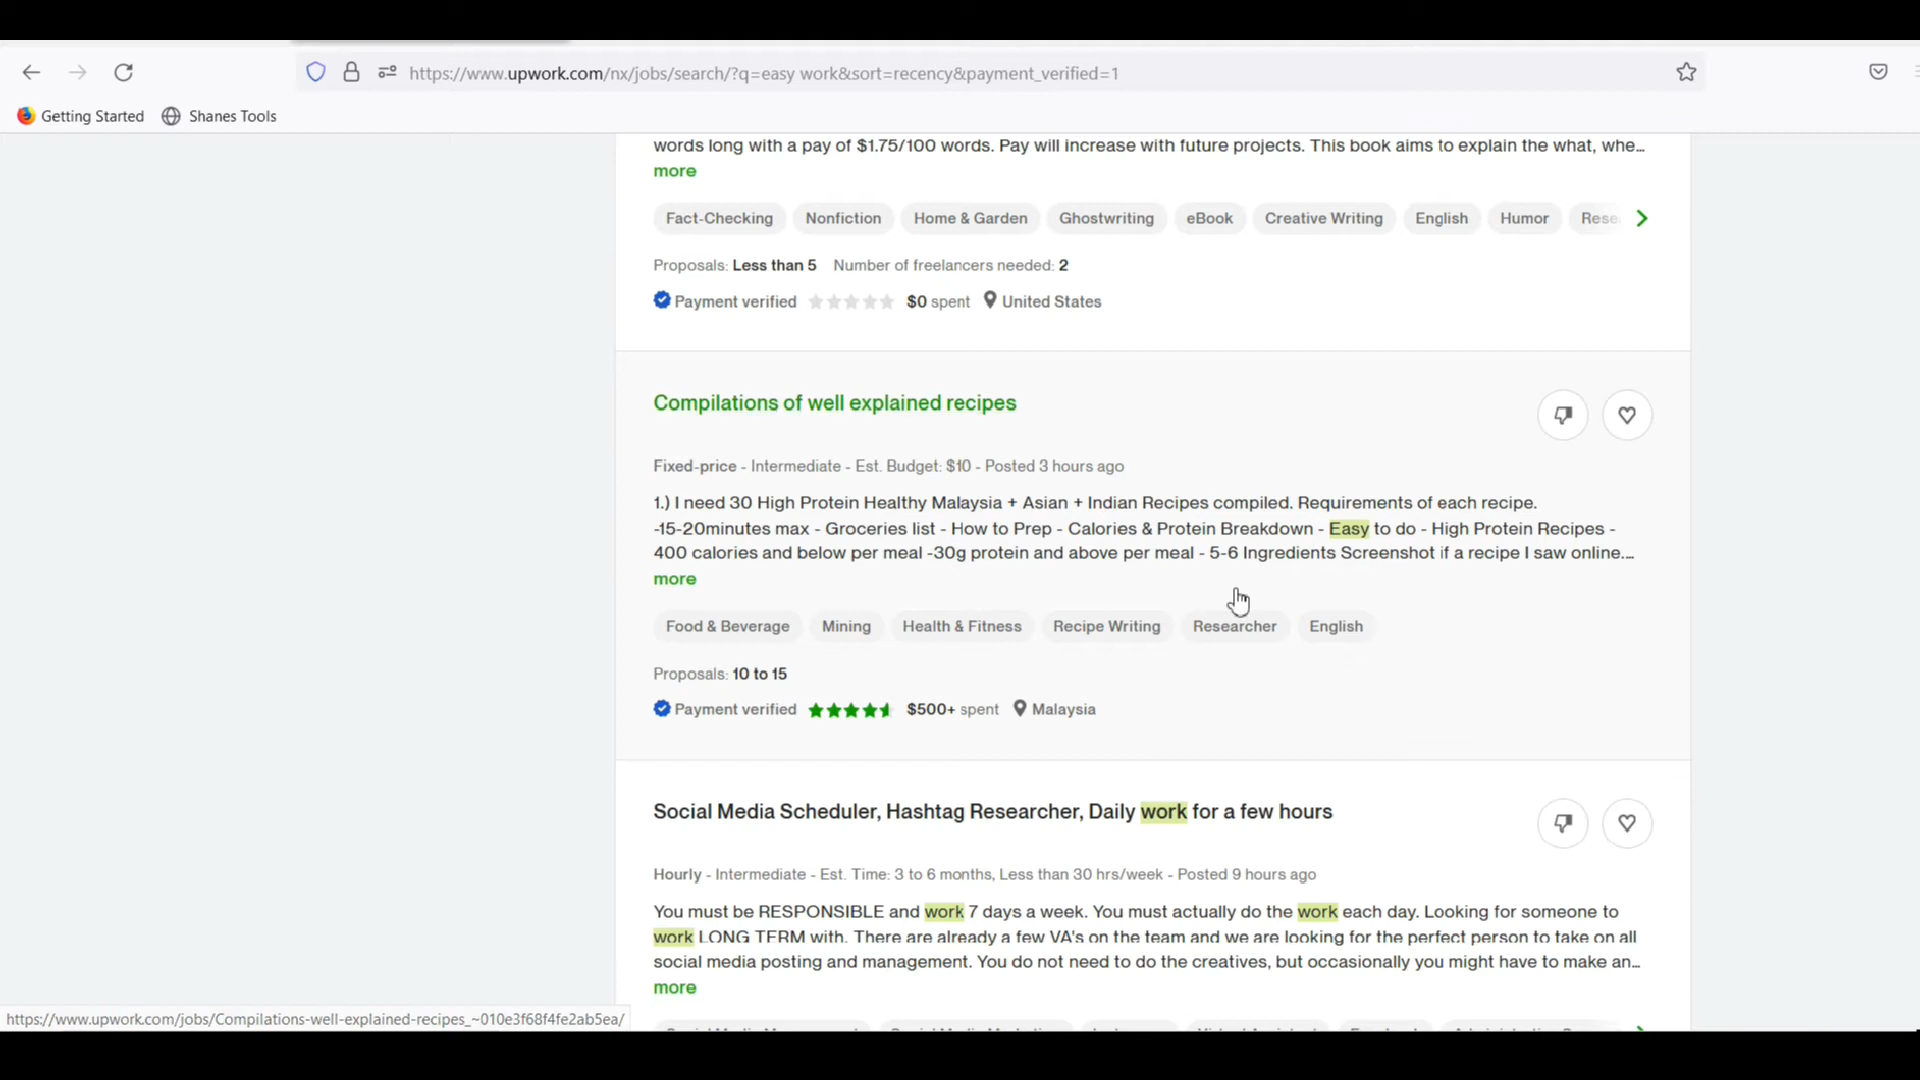 https://www.upwork.com/nx/jobs/search/?q=easy work&sort=recency&payment_verified=1
Getting Started Shanes Tools
words long with a pay of $1.75/100 words. Pay will increase with future projects. This book aims to explain the what, whe...
more
Fact-Checking Nonfiction Home & Garden Ghostwriting eBook Creative Writing English Humor
Proposals: Less than 5 Number of freelancers needed: 2
Payment verified $0 spent United States
Compilations of well explained recipes
Fixed-price - Intermediate - Est. Budget: $10 - Posted 3 hours ago
1.) I need 30 High Protein Healthy Malaysia + Asian + Indian Recipes compiled. Requirements of each recipe.
-15-20minutes max - Groceries list - How to Prep - Calories & Protein Breakdown - Easy to do - High Protein Recipes -
400 calories and below per meal -30g protein and above per meal - 5-6 Ingredients Screenshot if a recipe I saw online....
more
Food & Beverage Mining Health & Fitness Recipe Writing Researcher English
Proposals: 10 to 15
Payment verified $500+ spent Malaysia
Social Media Scheduler, Hashtag Researcher, Daily work for a few hours
Hourly - Intermediate - Est. Time: 3 to 6 months, Less than 30 hrs/week - Posted 9 hours ago
You must be RESPONSIBLE and work 7 days a week. You must actually do the work each day. Looking for someone to
work LONG TERM with. There are already a few VA's on the team and we are looking for the perfect person to take on all
social media posting and management. You do not need to do the creatives, but occasionally you might have to make an...
more
https://www.upwork.com/jobs/Compilations-well-explained-recipes_~010e3f68f4fe2ab5ea/